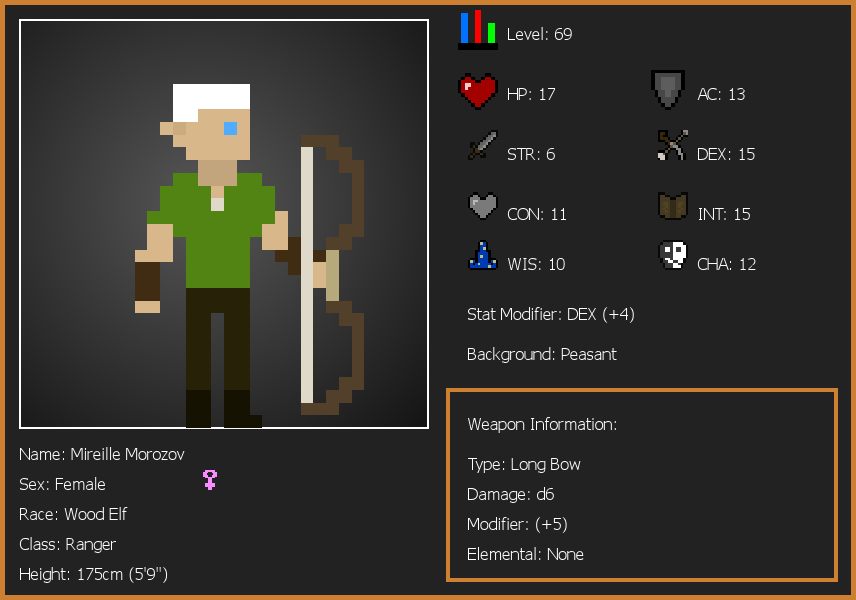 Level: 69
HP: 17
AC: 13
STR: 6
DEX: 15
CON: 11
INT: 15
WIS: 10
CHA: 12
Stat Modifier: DEX (+4)
Background: Peasant
Weapon Information:
Type: Long Bow
Damage: d6
Modifier: (+5)
Elemental: None
Name: Mireille Morozov
Sex: Female
Race: Wood Elf
Class: Ranger
Height: 175cm (5'9")